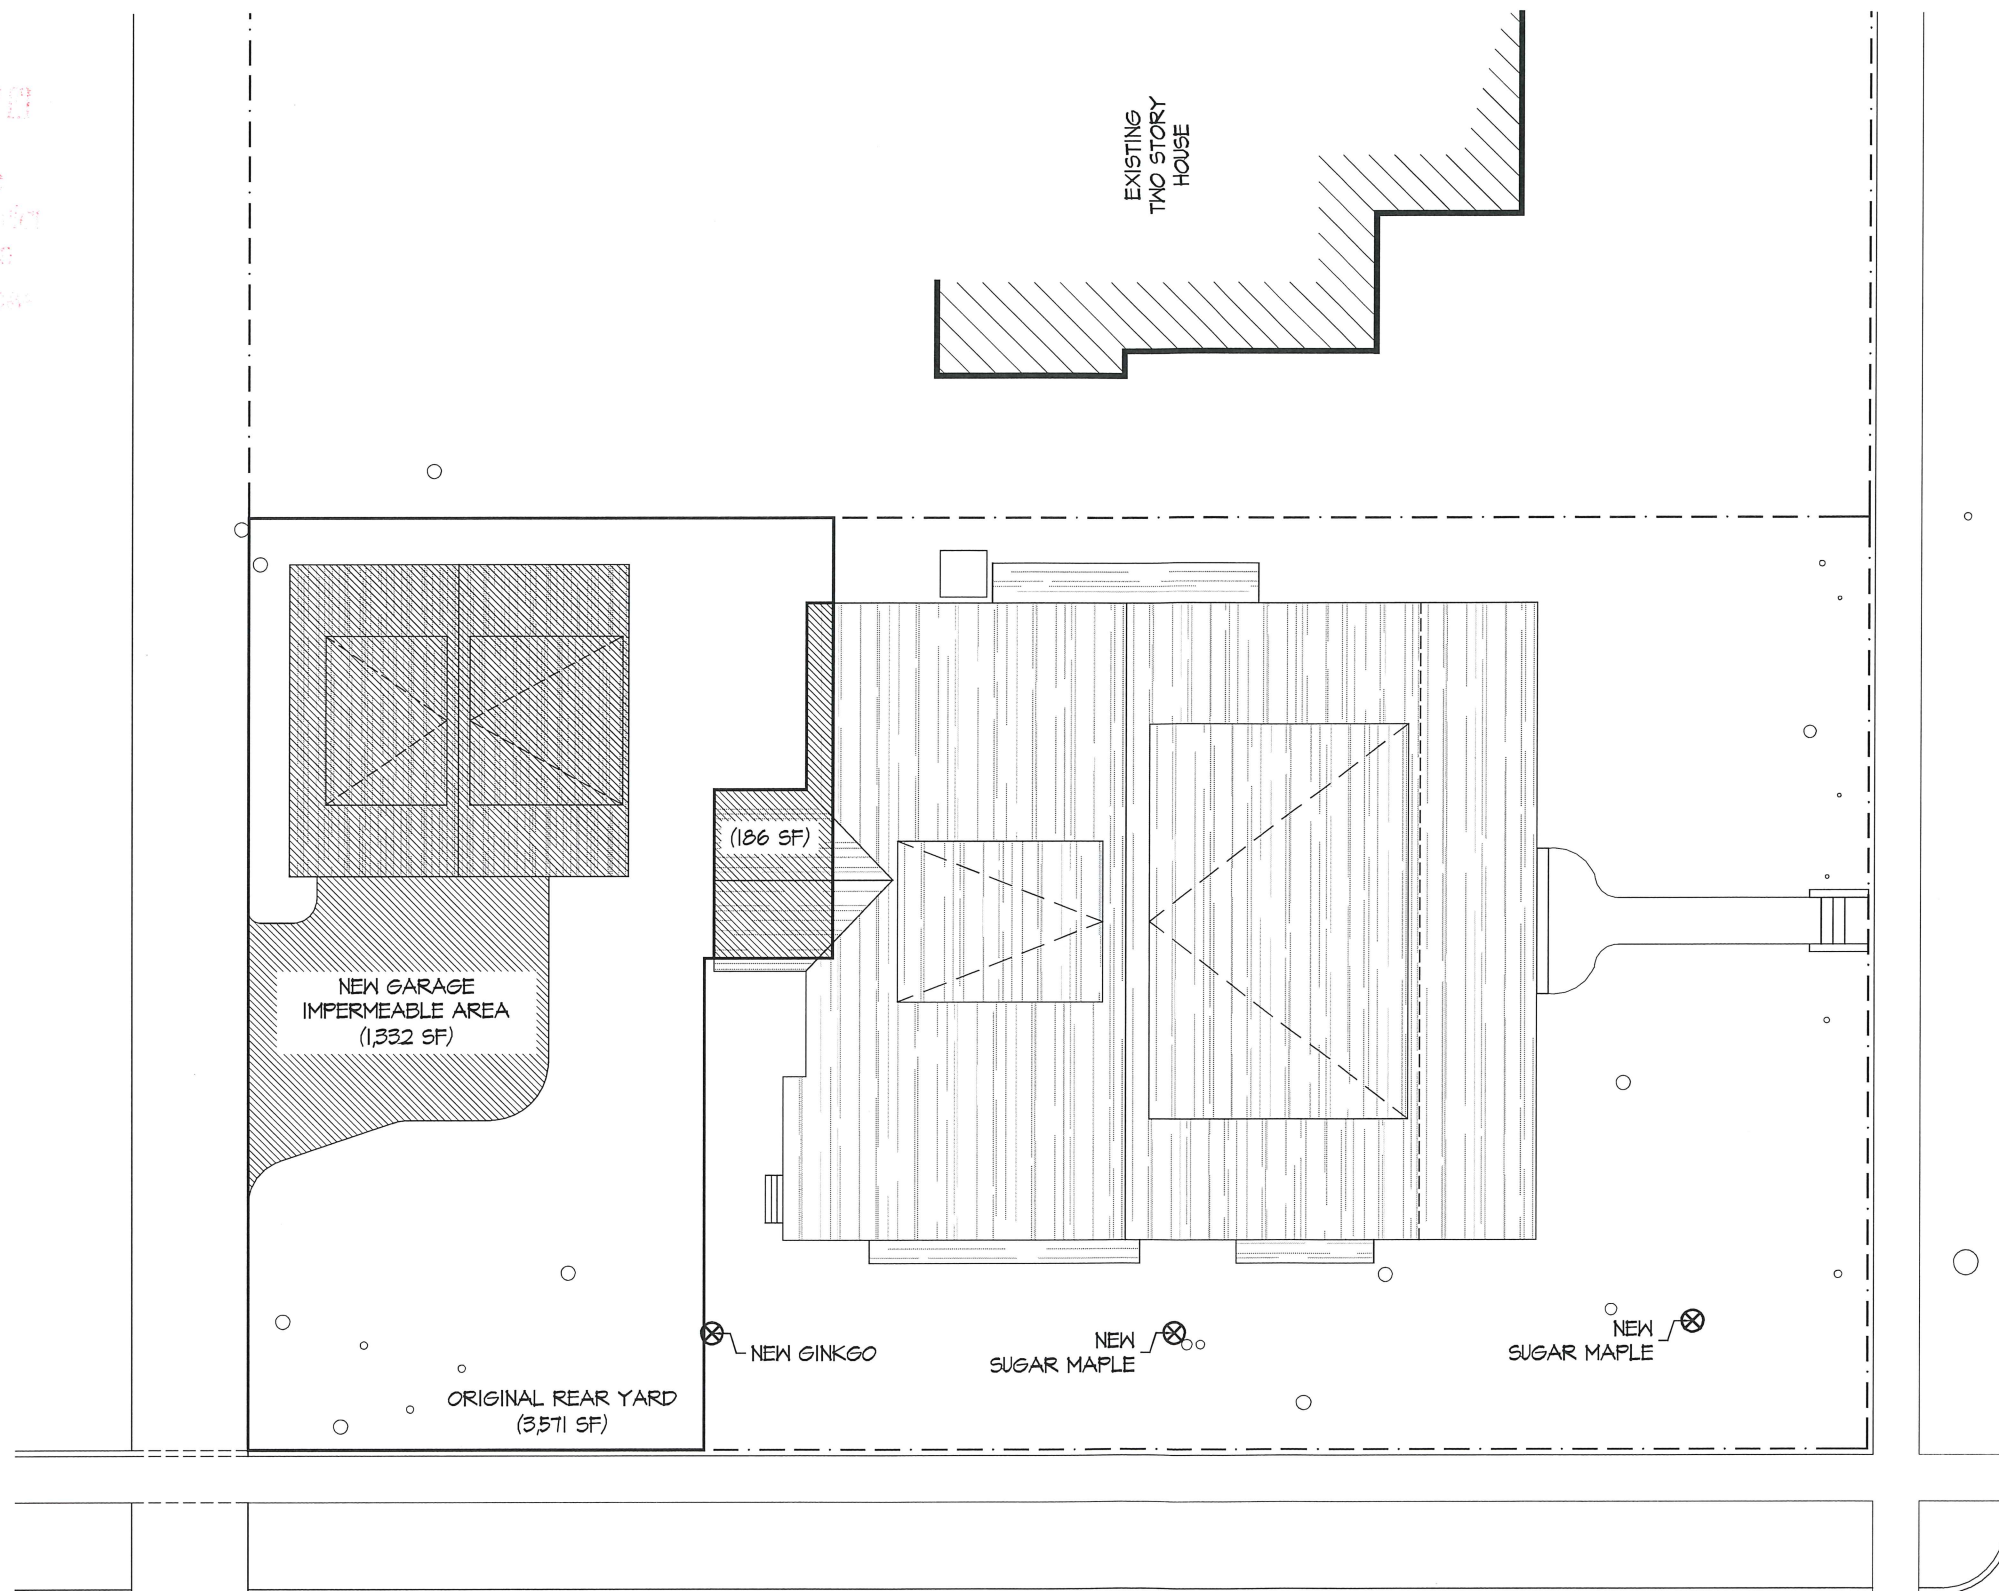 EXISTING
TWO STORY
HOUSE
(186 SF)
NEW GARAGE
IMPERMEABLE AREA
(1,332 SF)
NEW GINKGO
NEW
SUGAR MAPLE
NEW
SUGAR MAPLE
ORIGINAL REAR YARD
(3,571 SF)